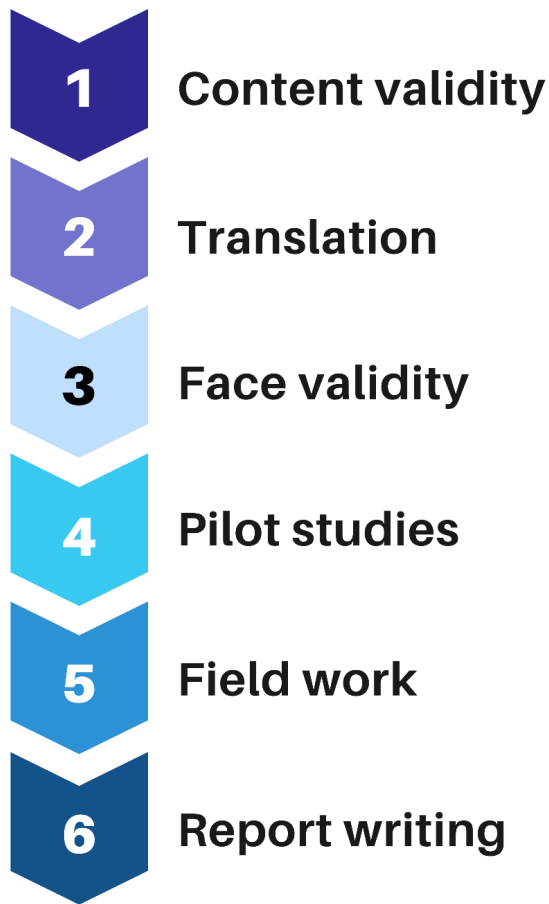 1 Content validity
2 Translation
3 Face validity
4 Pilot studies
5 Field work
6 Report writing